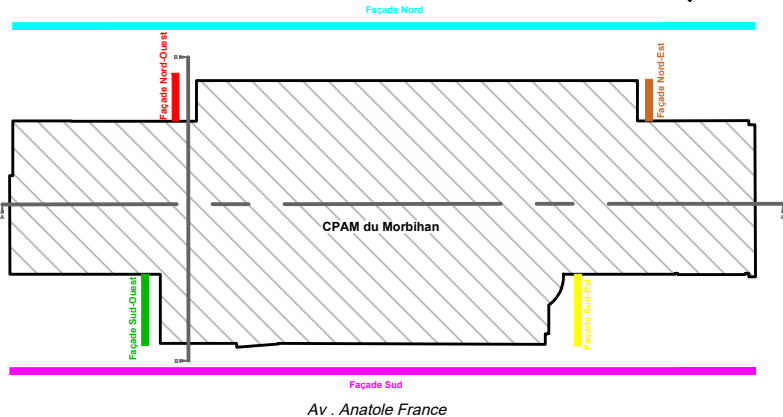 Façade Nord
Façade Nord-Ouest
Façade Nord-Est
CPAM du Morbihan
Façade Sud-Ouest
Façade Sud-Est
Façade Sud
Av . Anatole France